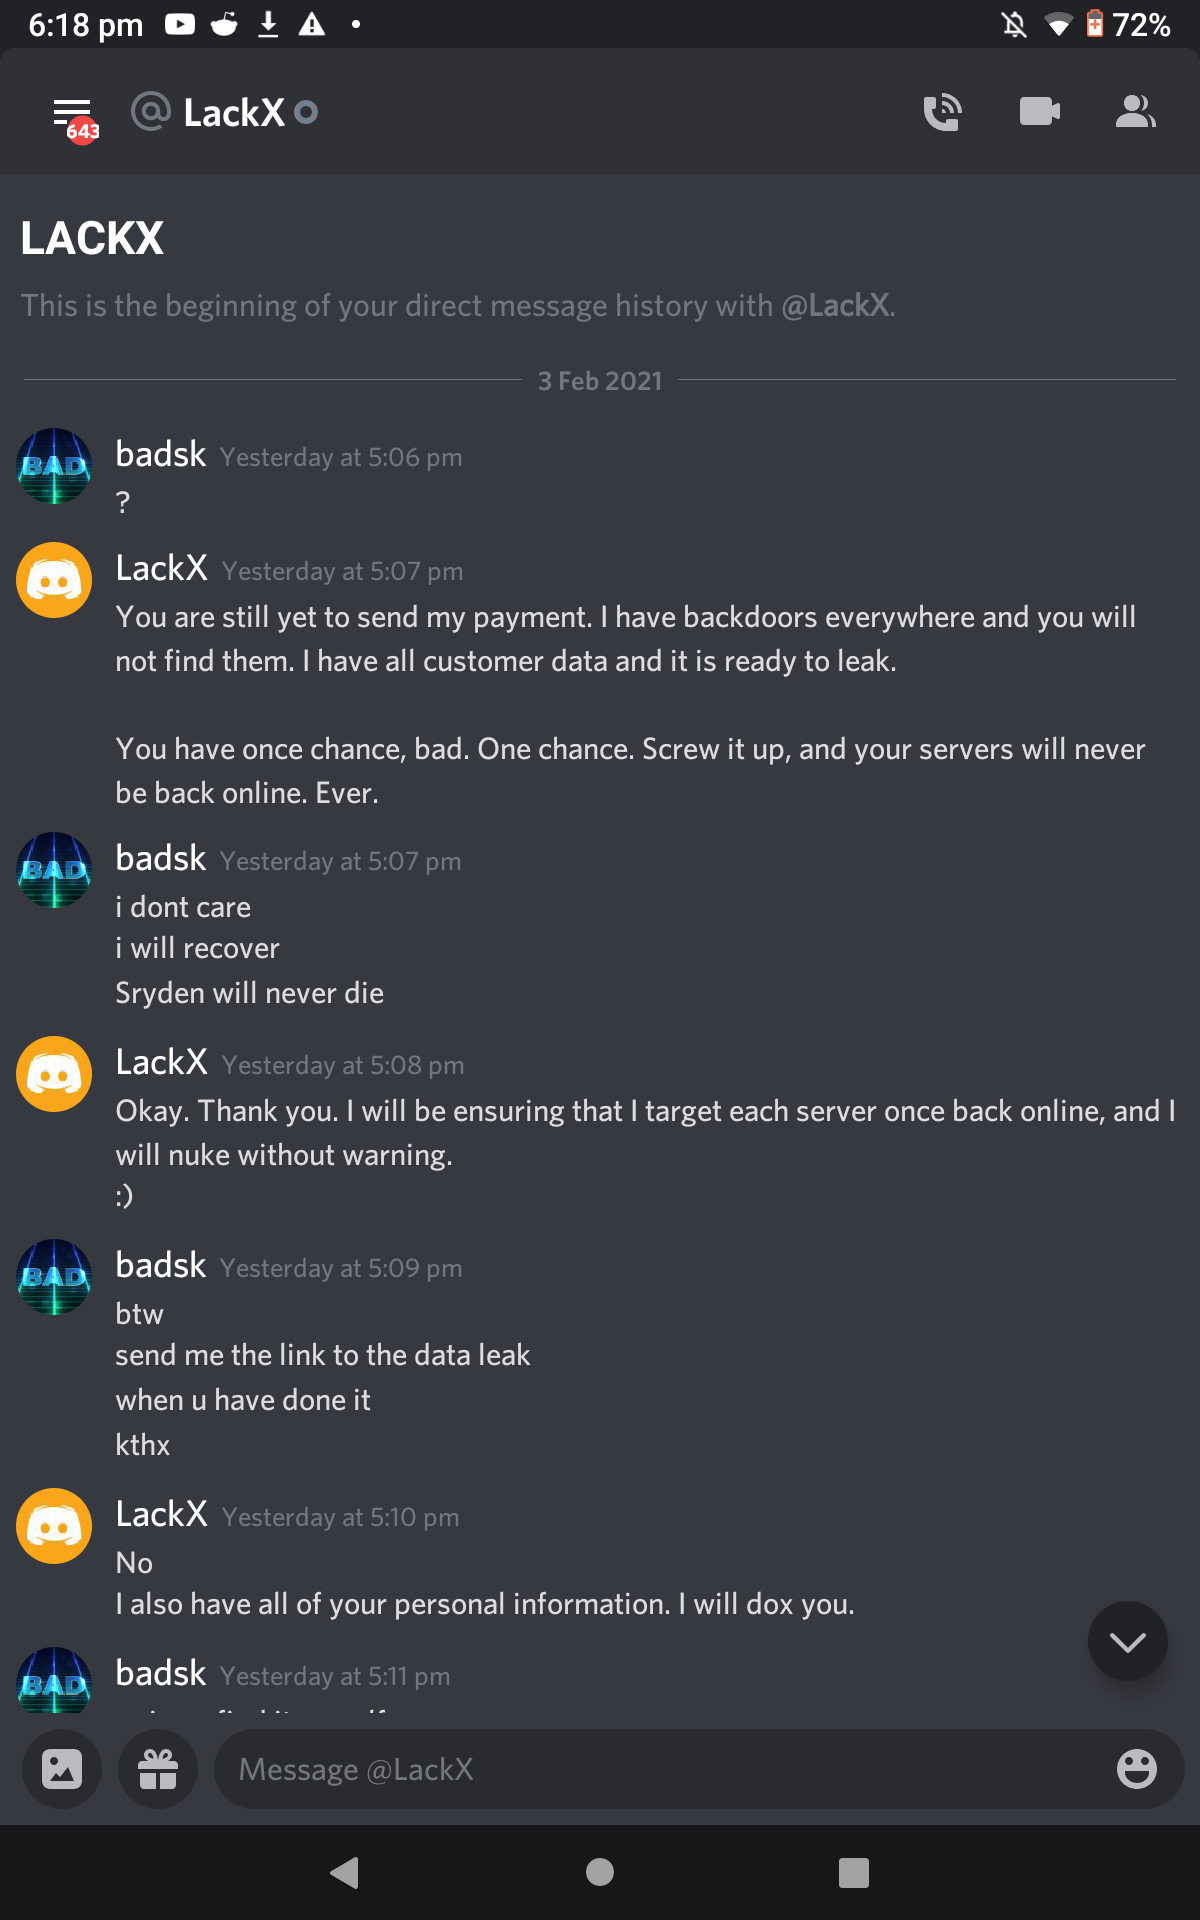 6:18 pm
72%
643
@ LackX
LACKX
This is the beginning of your direct message history with @LackX.
3 Feb 2021
BAD
badsk Yesterday at 5:06 pm
?
LackX Yesterday at 5:07 pm
You are still yet to send my payment. I have backdoors everywhere and you will
not find them. I have all customer data and it is ready to leak.
You have once chance, bad. One chance. Screw it up, and your servers will never
be back online. Ever.
BAD
badsk Yesterday at 5:07 pm
i dont care
i will recover
Sryden will never die
LackX Yesterday at 5:08 pm
Okay. Thank you. I will be ensuring that I target each server once back online, and I
will nuke without warning.
:)
BAD
badsk Yesterday at 5:09 pm
btw
send me the link to the data leak
when u have done it
kthx
LackX Yesterday at 5:10 pm
No
I also have all of your personal information. I will dox you.
BAD
badsk Yesterday at 5:11 pm
Message @LackX